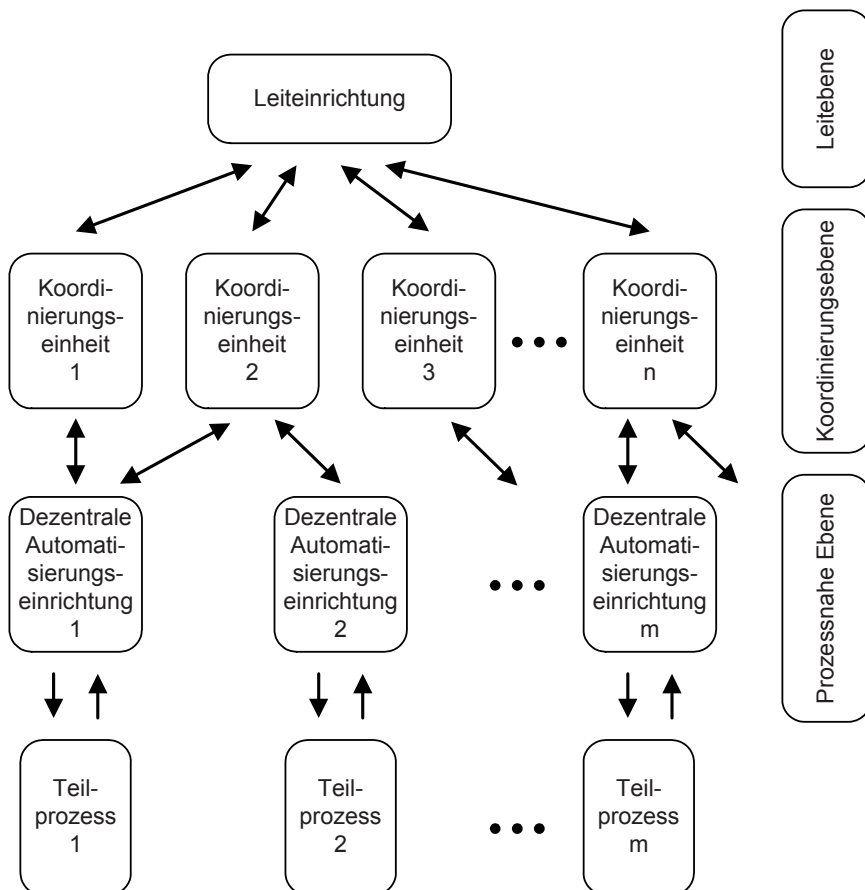 Leiteinrichtung
Leitebene
Koordi-
nierungs-
einheit
1
Koordi-
nierungs-
einheit
2
Koordi-
nierungs-
einheit
3
Koordi-
nierungs-
einheit
n
Koordinierungsebene
Dezentrale
Automati-
sierungs-
einrichtung
1
Dezentrale
Automati-
sierungs-
einrichtung
2
Dezentrale
Automati-
sierungs-
einrichtung
m
Prozessnahe Ebene
Teil-
prozess
1
Teil-
prozess
2
Teil-
prozess
m